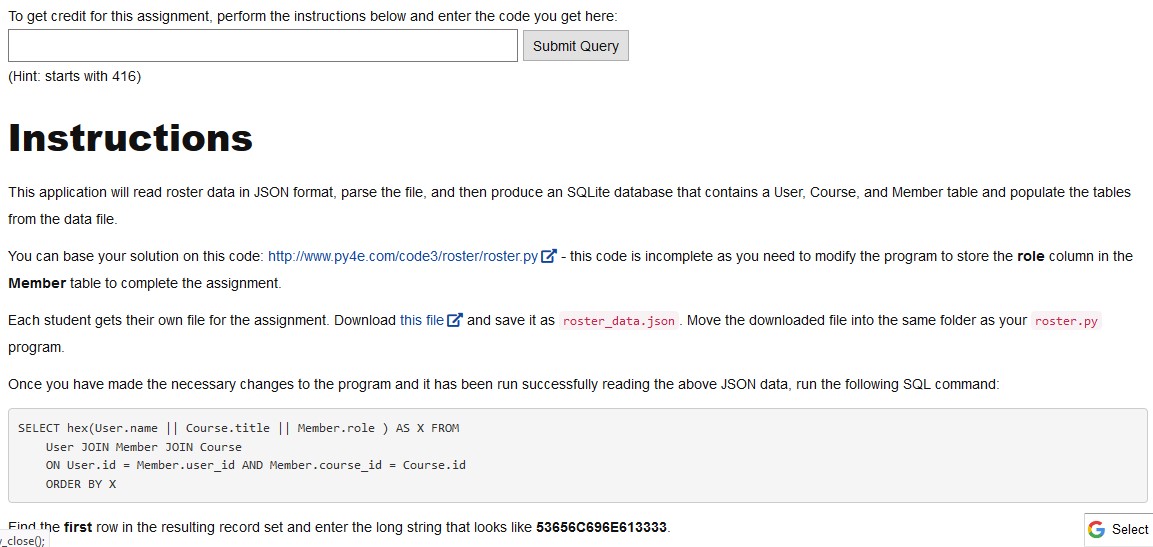 To get credit for this assignment, perform the instructions below and enter the code you get here:
Submit Query
(Hint: starts with 416)
Instructions
This application will read roster data in JSON format, parse the file, and then produce an SQLite database that contains a User, Course, and Member table and populate the tables
from the data file.
You can base your solution on this code: http://www.py4e.com/code3/roster/roster.py - this code is incomplete as you need to modify the program to store the role column in the
Member table to complete the assignment.
Each student gets their own file for the assignment. Download this file and save it as roster_data.json . Move the downloaded file into the same folder as your roster.py
program.
Once you have made the necessary changes to the program and it has been run successfully reading the above JSON data, run the following SQL command:
SELECT hex(User.name || Course.title || Member.role ) AS X FROM
User JOIN Member JOIN Course
ON User.id = Member.user_id AND Member.course_id = Course.id
ORDER BY X
Find the first row in the resulting record set and enter the long string that looks like 53656C696E613333.
_close();
G Select